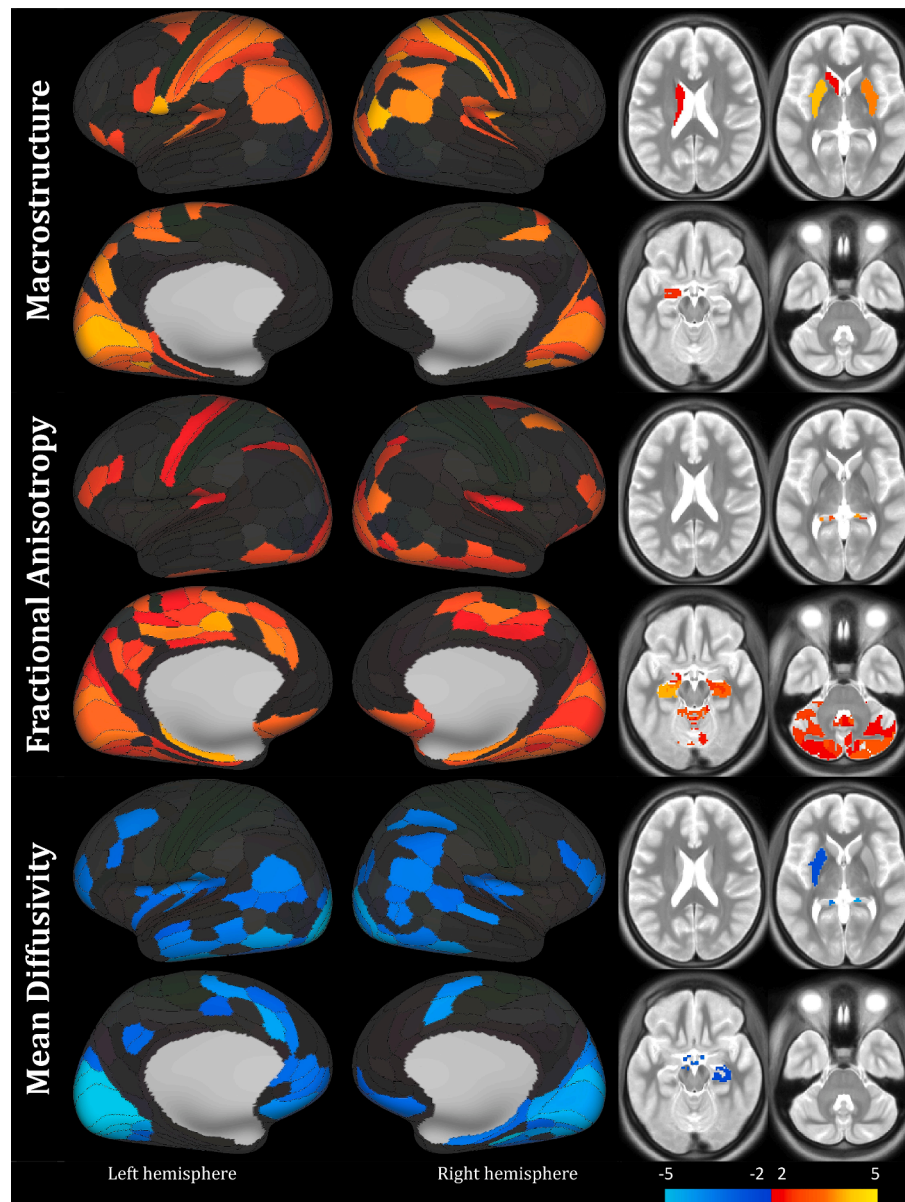 Macrostructure
Fractional Anisotropy
Mean Diffusivity
Left hemisphere
Right hemisphere
-5 -2 2 5